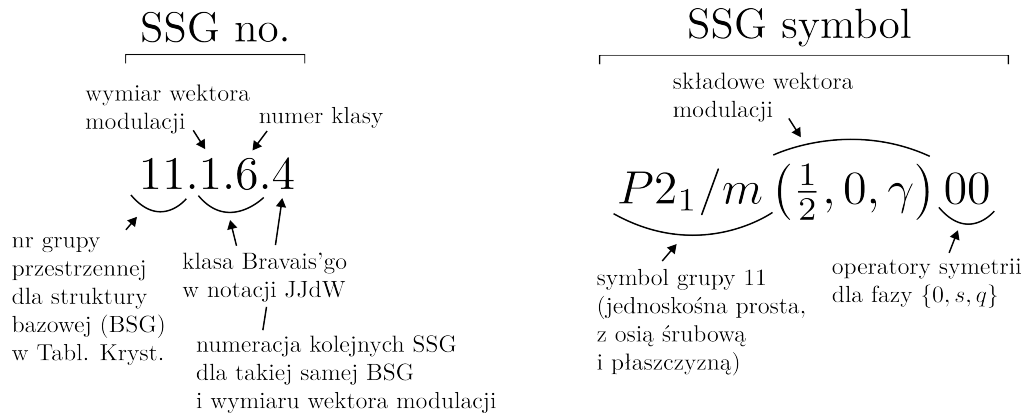 SSG no.
wymiar wektora
modulacji
numer klasy
11.1.6.4
nr grupy
przestrzennej
dla struktury
bazowej (BSG)
w Tabl. Kryst.
klasa Bravais'go
w notacji JJdW
numeracja kolejnych SSG
dla takiej samej BSG
i wymiaru wektora modulacji
SSG symbol
składowe wektora
modulacji
P2₁/m(½, 0, γ)00
symbol grupy 11
(jednoskośna prosta,
z osią śrubową
i płaszczyzną)
operatory symetrii
dla fazy {0, s, q}